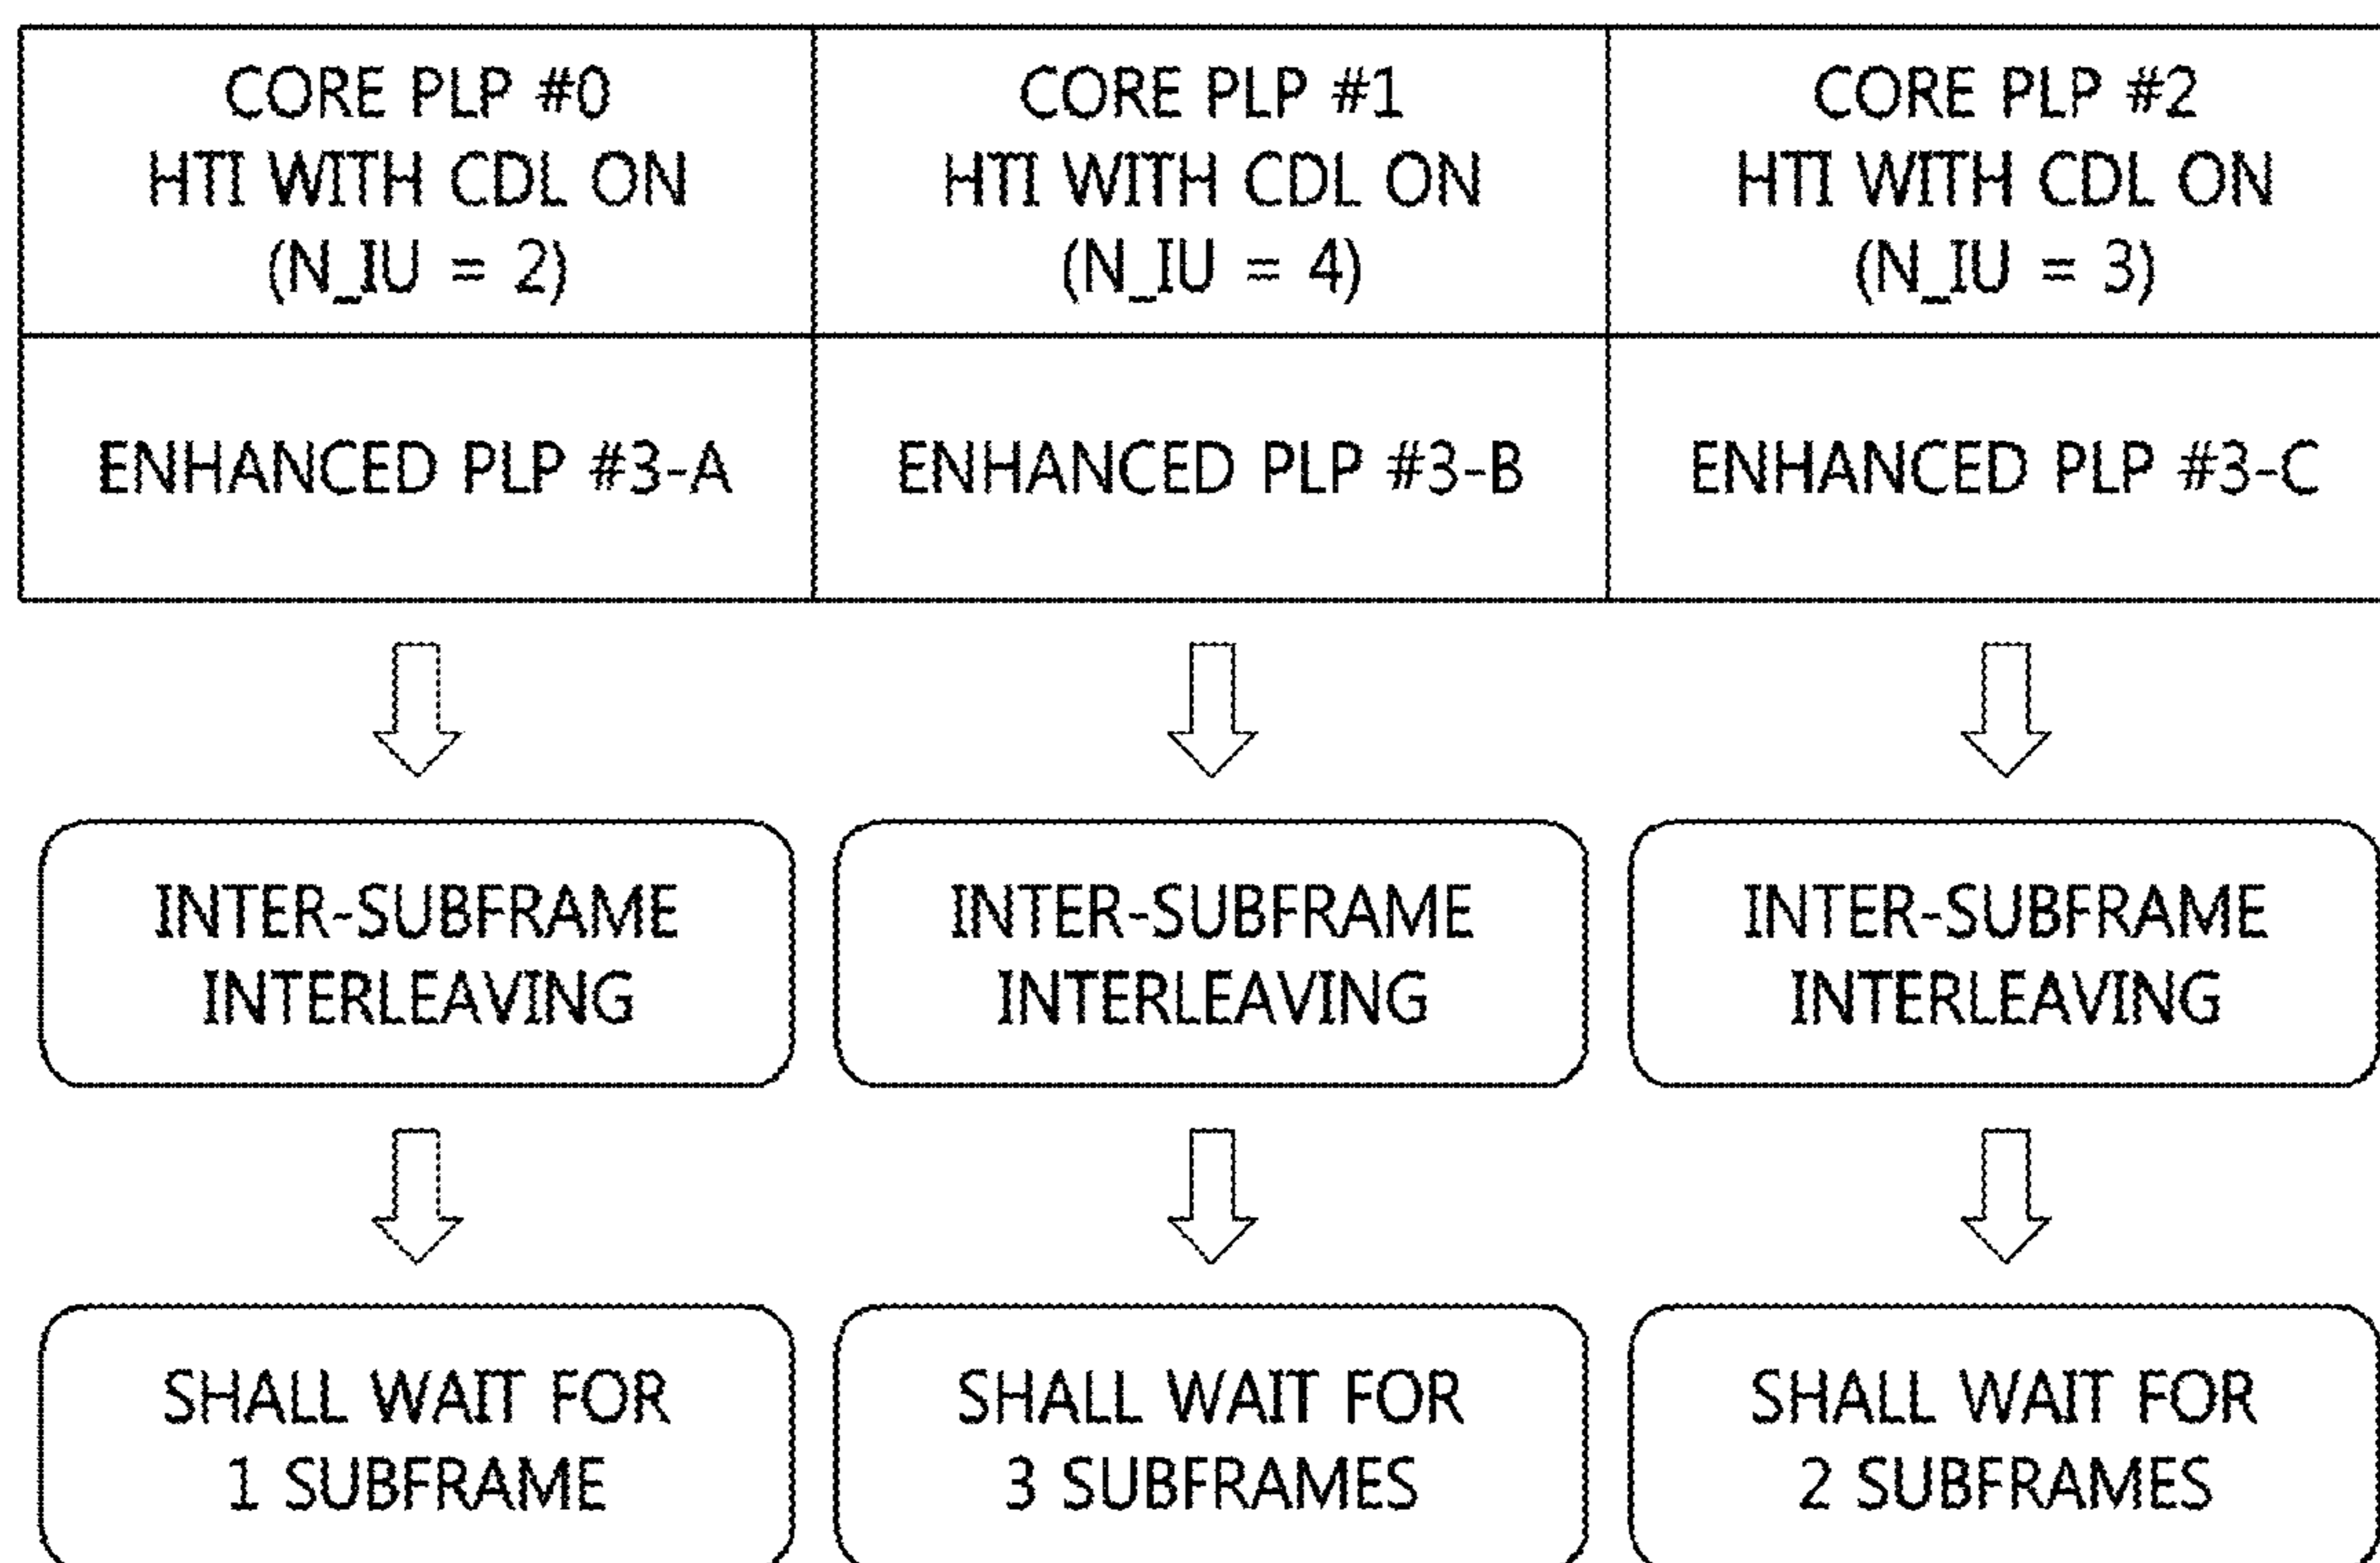 CORE PLP #0
HTI WITH CDL ON
(N_IU = 2)
CORE PLP #1
HTI WITH CDL ON
(N_IU = 4)
CORE PLP #2
HTI WITH CDL ON
(N_IU = 3)
ENHANCED PLP #3-A
ENHANCED PLP #3-B
ENHANCED PLP #3-C
INTER-SUBFRAME
INTERLEAVING
INTER-SUBFRAME
INTERLEAVING
INTER-SUBFRAME
INTERLEAVING
SHALL WAIT FOR
1 SUBFRAME
SHALL WAIT FOR
3 SUBFRAMES
SHALL WAIT FOR
2 SUBFRAMES